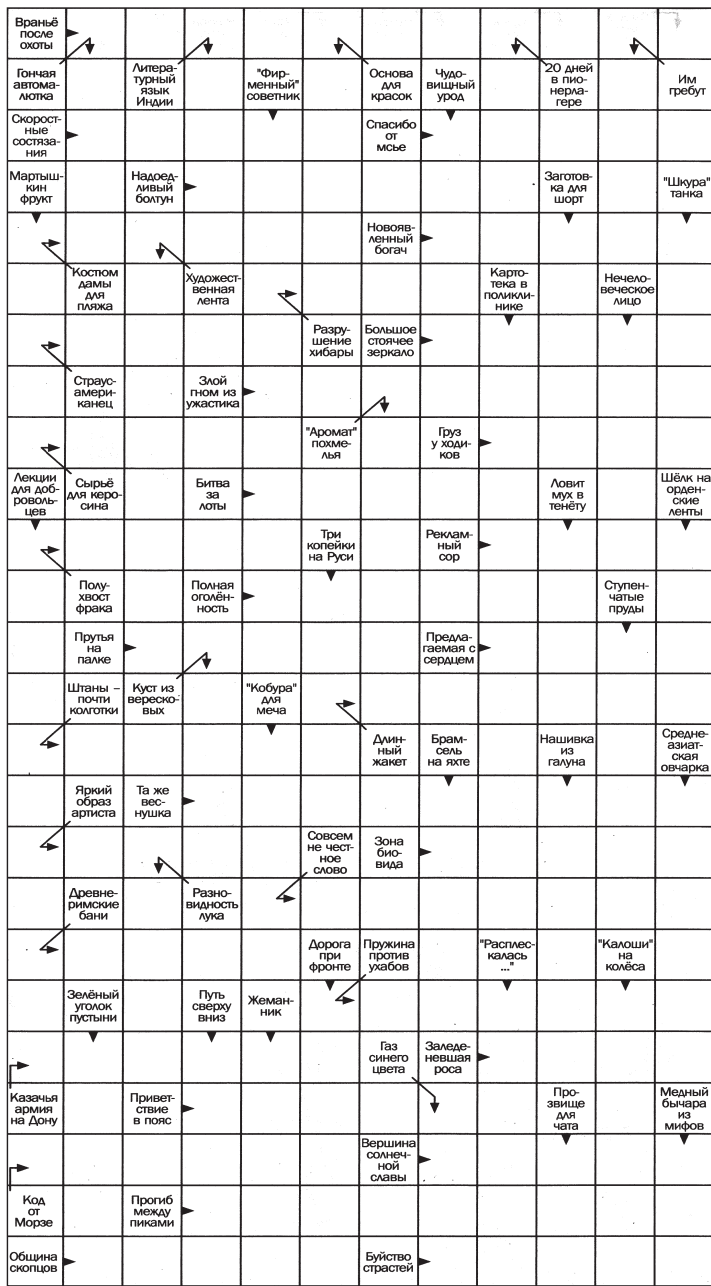 Враньё
после
охоты
Гончая
автома-
лютка
Литера-
турный
язык
Индии
"Фир-
менный"
советник
Основа
для
красок
Чудо-
вищный
урод
20 дней
в пио-
нерла-
гере
Им
гребут
Скорост-
ные
состяза-
ния
Спасибо
от
мсье
Мартыш-
кин
фрукт
Надоед-
ливый
болтун
Заготов-
ка для
шорт
"Шкура"
танка
Новояв-
ленный
богач
Костюм
дамы
для
пляжа
Художест-
венная
лента
Карто-
тека в
поликли-
нике
Нечело-
веческое
лицо
Разру-
шение
хибары
Большое
стоячее
зеркало
Страус-
амери-
канец
Злой
гном из
ужастика
"Аромат"
похме-
лья
Груз
у ходи-
ков
Лекции
для доб-
роволь-
цев
Сырьё
для керо-
сина
Битва
за
лоты
Ловит
мух в
тенёту
Шёлк на
орден-
ские
ленты
Три
копейки
на Руси
Реклам-
ный
сор
Полу-
хвост
фрака
Полная
оголён-
ность
Ступен-
чатые
пруды
Прутья
на
палке
Предла-
гаемая с
сердцем
Штаны –
почти
колготки
Куст из
вереско-
вых
"Кобура"
для
меча
Длин-
ный
жакет
Брам-
сель
на яхте
Нашивка
из
галуна
Средне-
азиат-
ская
овчарка
Яркий
образ
артиста
Та же
вес-
нушка
Совсем
не чест-
ное
слово
Зона
био-
вида
Древне-
римские
бани
Разно-
видность
лука
Дорога
при
фронте
Пружина
против
ухабов
"Расплес-
калась
..."
"Калоши"
на
колёса
Зелёный
уголок
пустыни
Путь
сверху
вниз
Жеман-
ник
Газ
синего
цвета
Заледе-
невшая
роса
Казачья
армия
на Дону
Привет-
ствие
в пояс
Про-
звище
для
чата
Медный
бычара
из
мифов
Вершина
солнеч-
ной
славы
Код
от
Морзе
Прогиб
между
пиками
Община
скопцов
Буйство
страстей